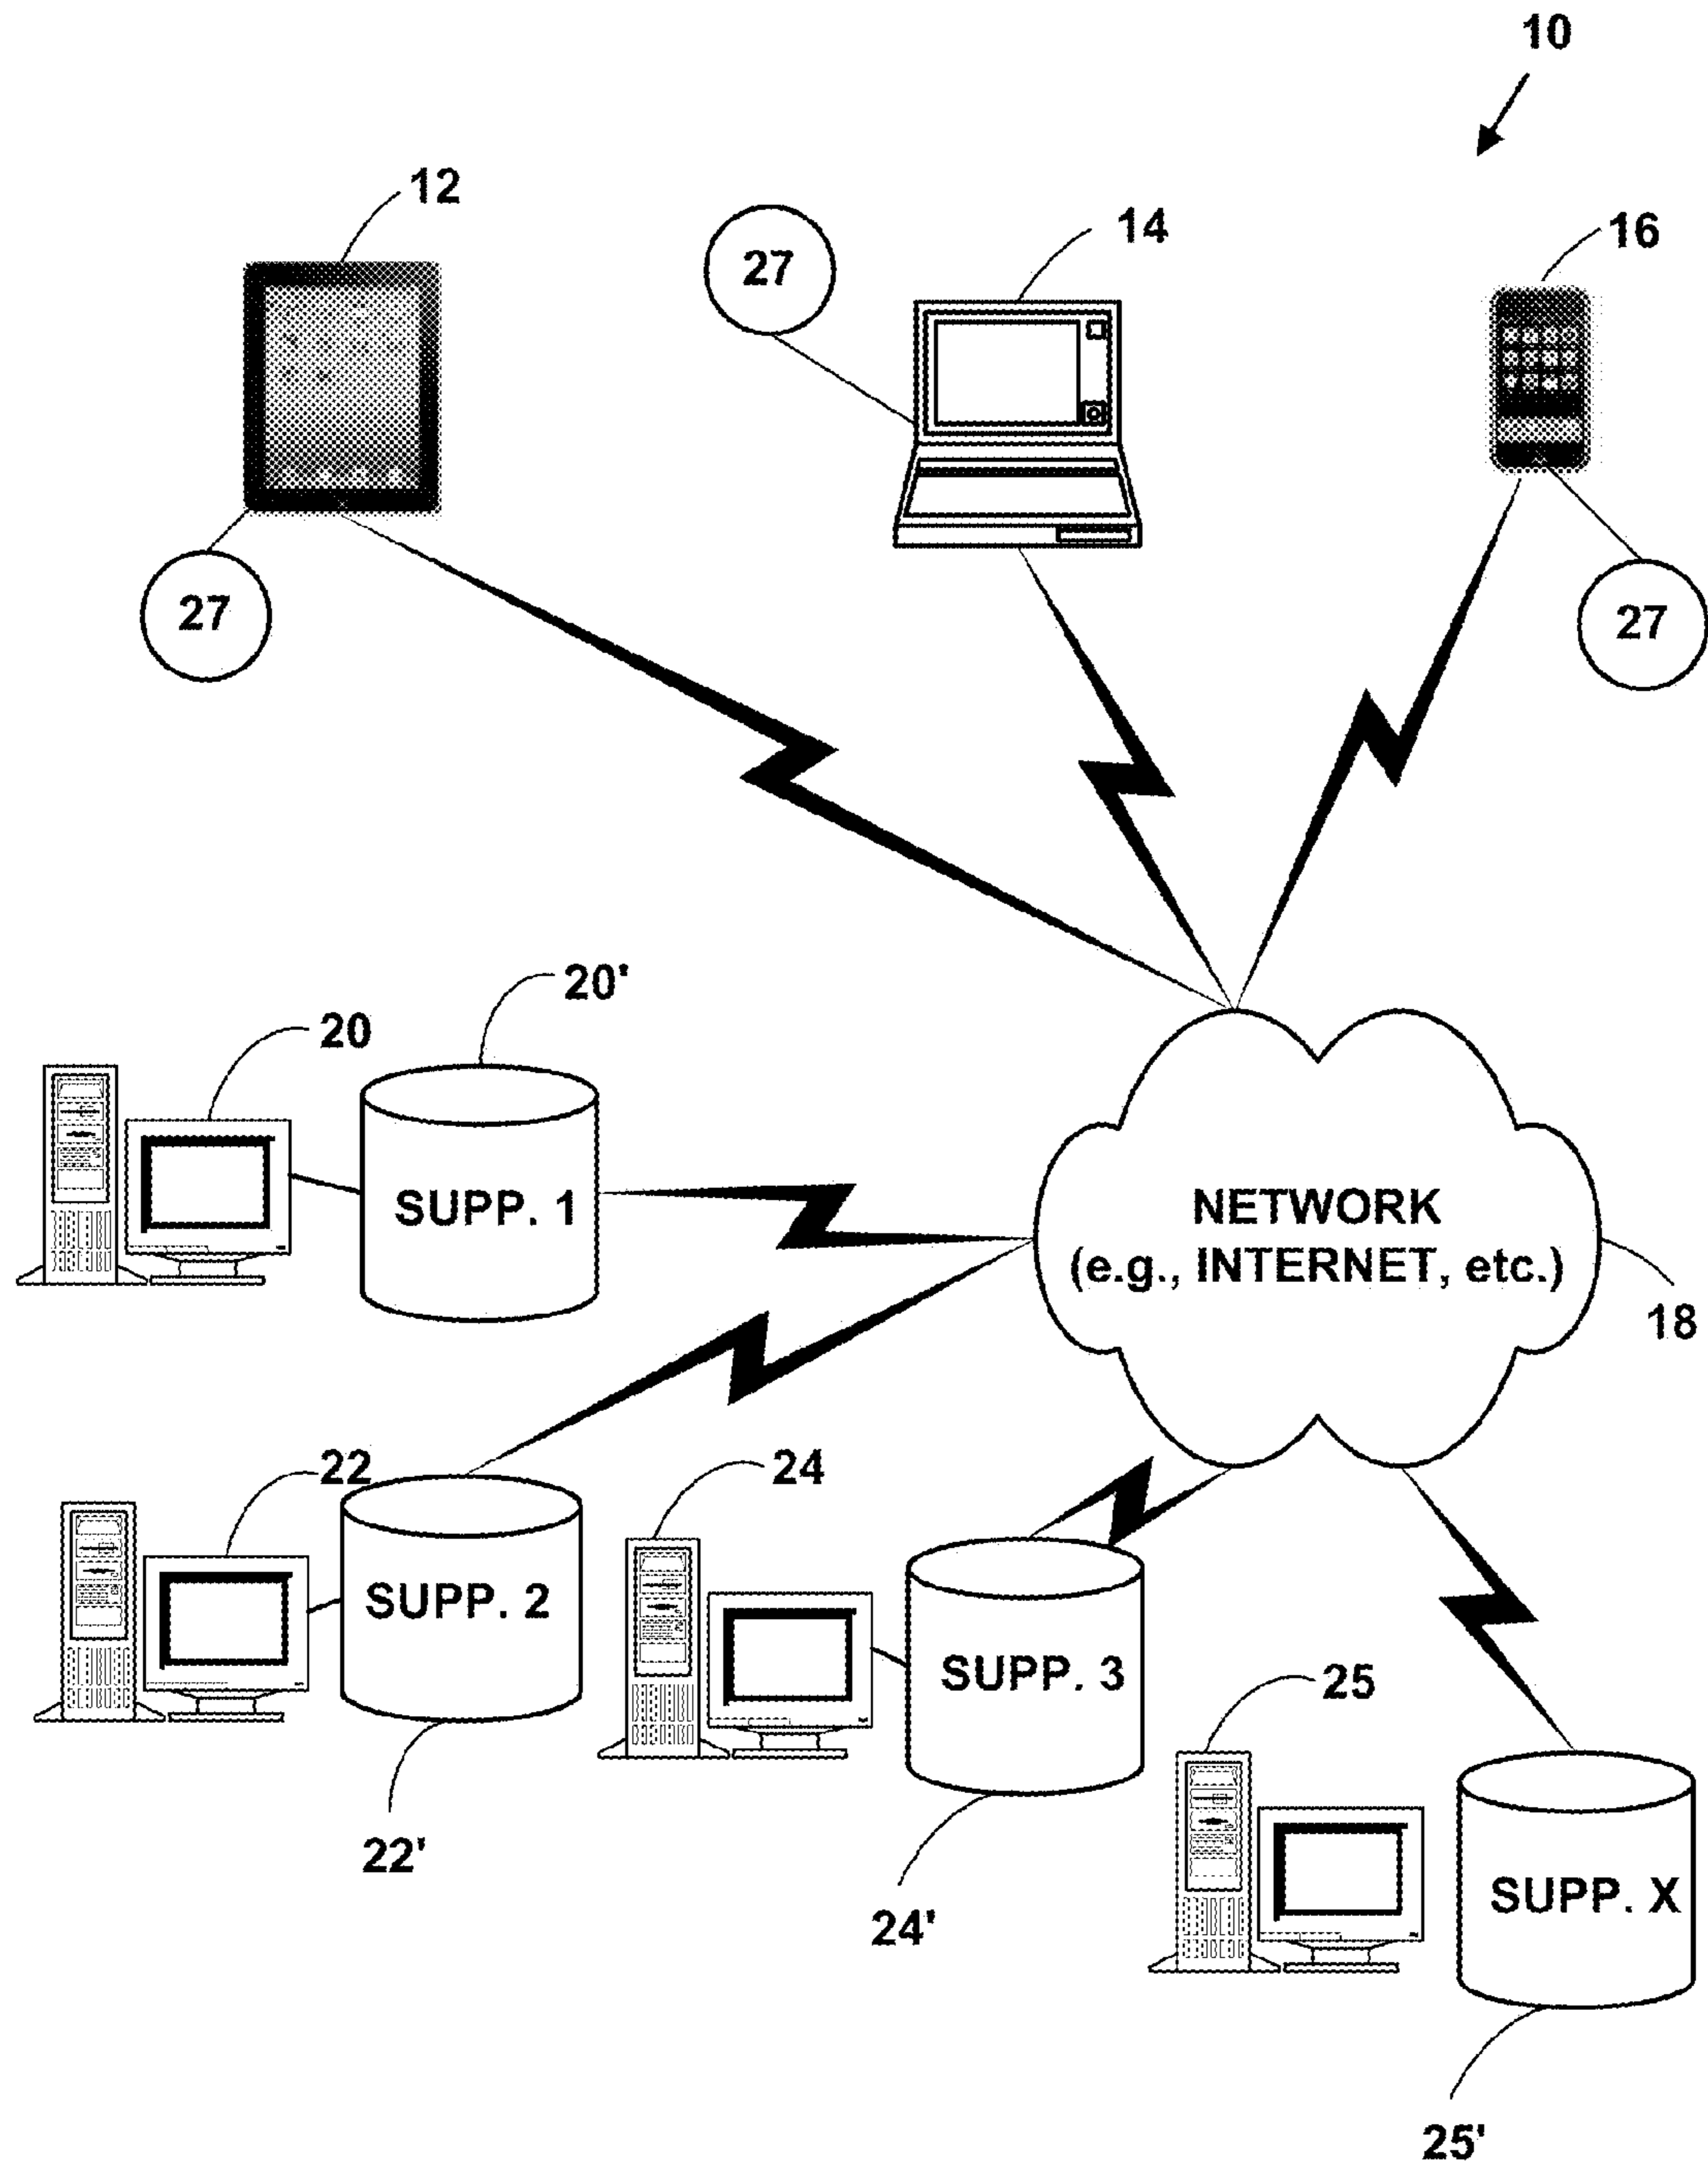 10
12
14
16
27
27
27
20'
20
SUPP. 1
NETWORK
(e.g., INTERNET, etc.)
18
22
24
SUPP. 2
SUPP. 3
25
22'
SUPP. X
24'
25'